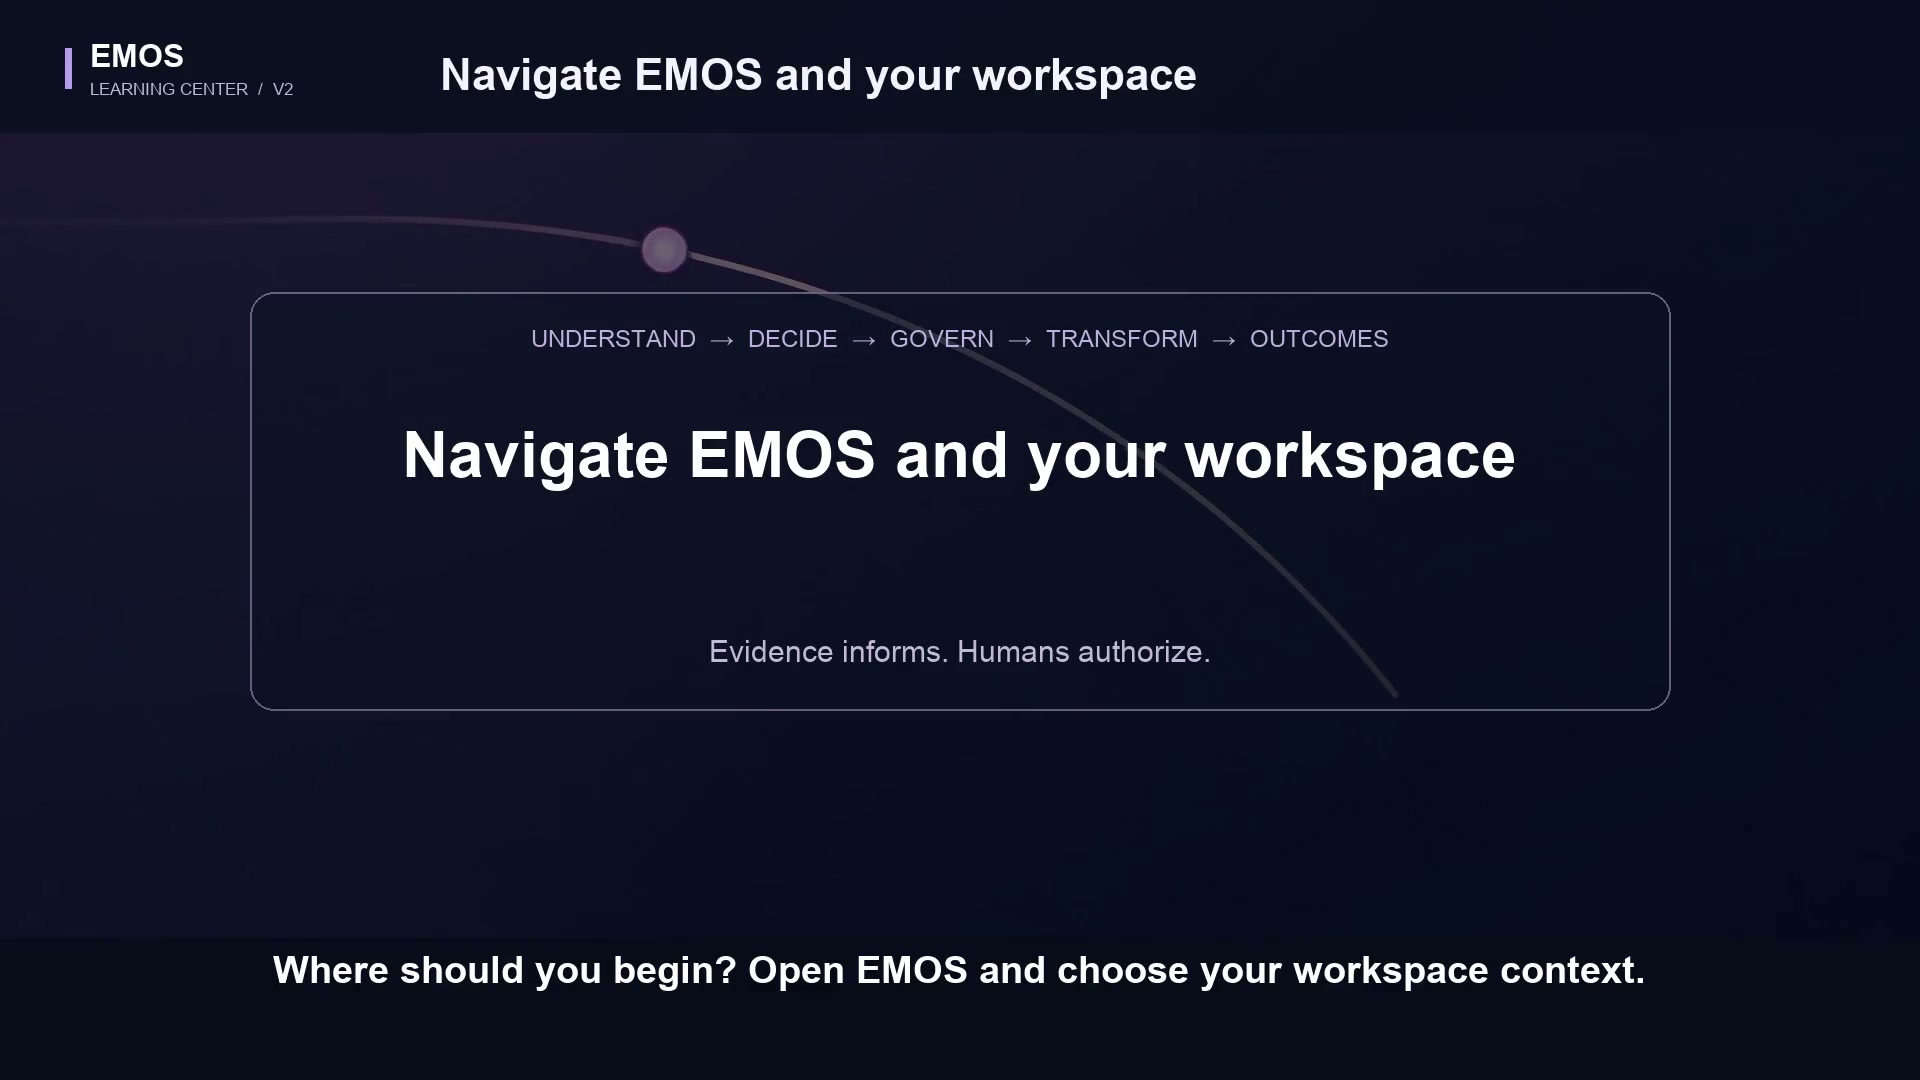 EMOS
LEARNING CENTER / V2
Navigate EMOS and your workspace
UNDERSTAND → DECIDE → GOVERN → TRANSFORM → OUTCOMES
Navigate EMOS and your workspace
Evidence informs. Humans authorize.
Where should you begin? Open EMOS and choose your workspace context.